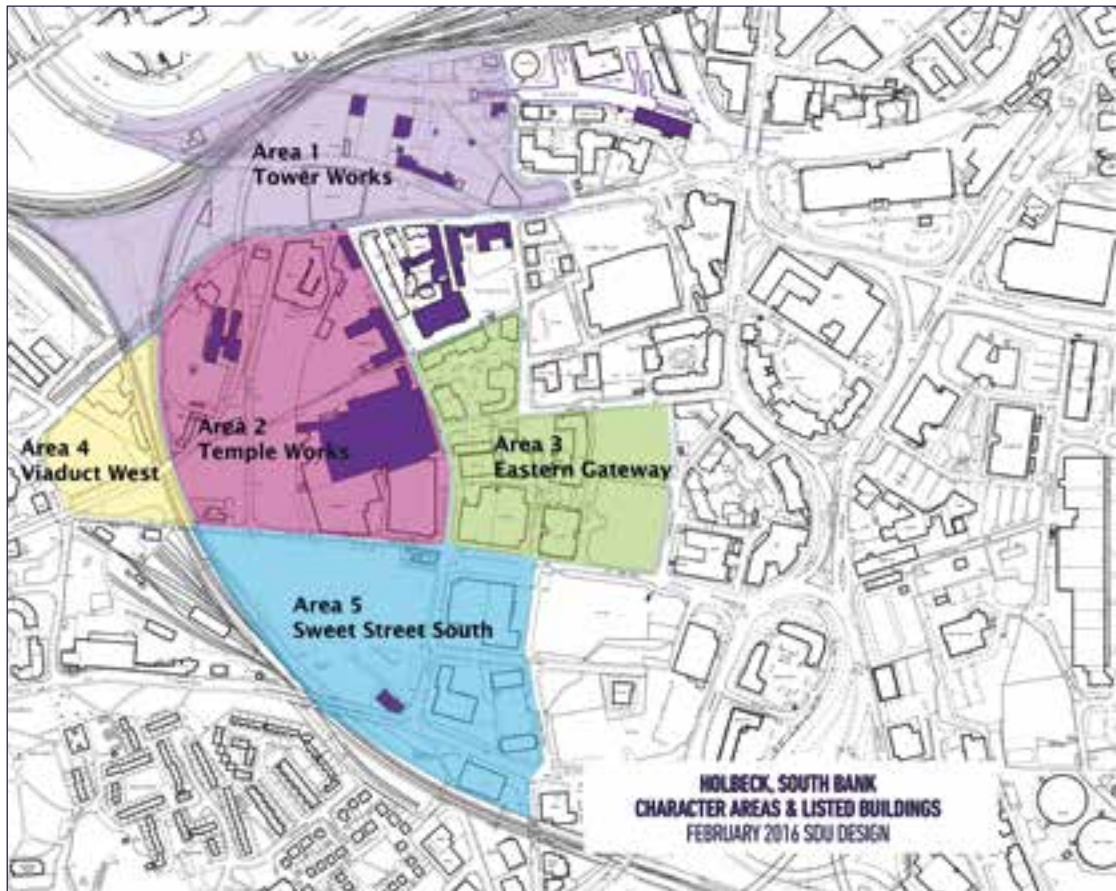 Area 1
Tower Works
Area 2
Temple Works
Area 3
Eastern Gateway
Area 4
Viaduct West
Area 5
Sweet Street South
HOLBECK, SOUTH BANK
CHARACTER AREAS & LISTED BUILDINGS
FEBRUARY 2016 SDU DESIGN